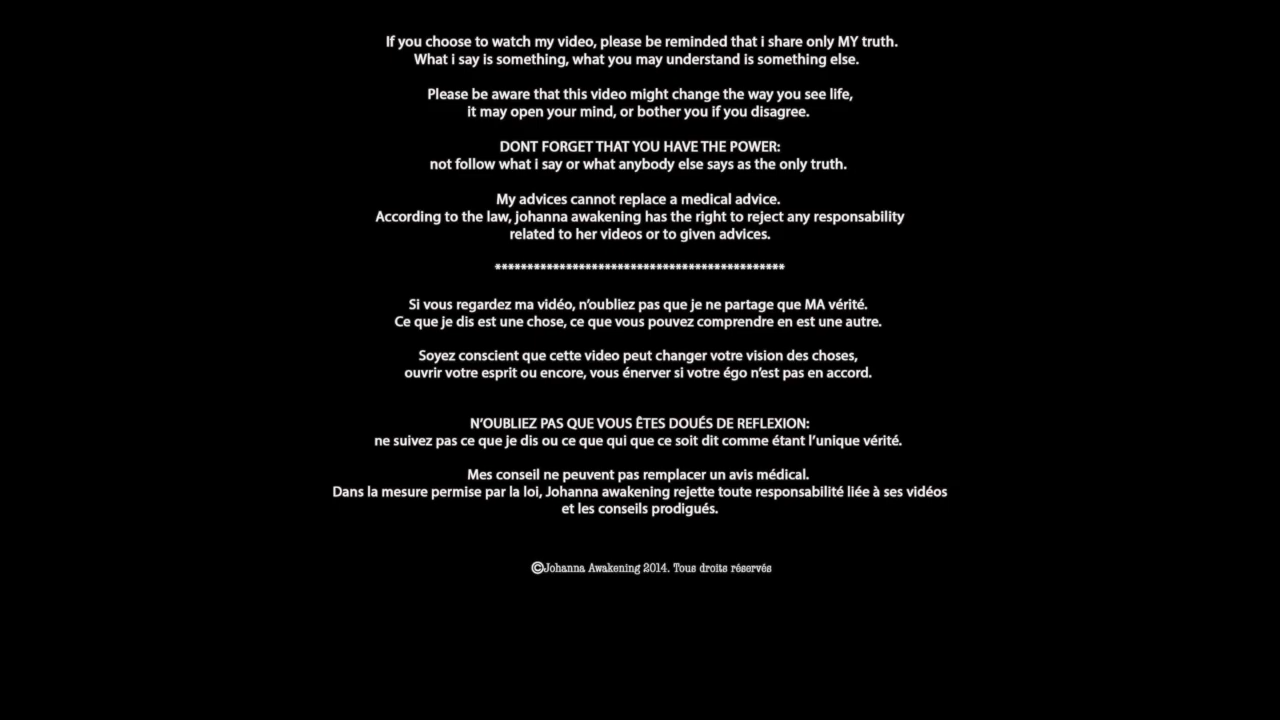 If you choose to watch my video, please be reminded that i share only MY truth.
What i say is something, what you may understand is something else.
Please be aware that this video might change the way you see life,
it may open your mind, or bother you if you disagree.
DONT FORGET THAT YOU HAVE THE POWER:
not follow what i say or what anybody else says as the only truth.
My advices cannot replace a medical advice.
According to the law, johanna awakening has the right to reject any responsability
related to her videos or to given advices.
*********************************************
Si vous regardez ma vidéo, n’oubliez pas que je ne partage que MA vérité.
Ce que je dis est une chose, ce que vous pouvez comprendre en est une autre.
Soyez conscient que cette video peut changer votre vision des choses,
ouvrir votre esprit ou encore, vous énerver si votre égo n’est pas en accord.
N’OUBLIEZ PAS QUE VOUS ÊTES DOUÉS DE REFLEXION:
ne suivez pas ce que je dis ou ce que qui que ce soit dit comme étant l’unique vérité.
Mes conseil ne peuvent pas remplacer un avis médical.
Dans la mesure permise par la loi, Johanna awakening rejette toute responsabilité liée à ses vidéos
et les conseils prodigués.
©Johanna Awakening 2014. Tous droits réservés